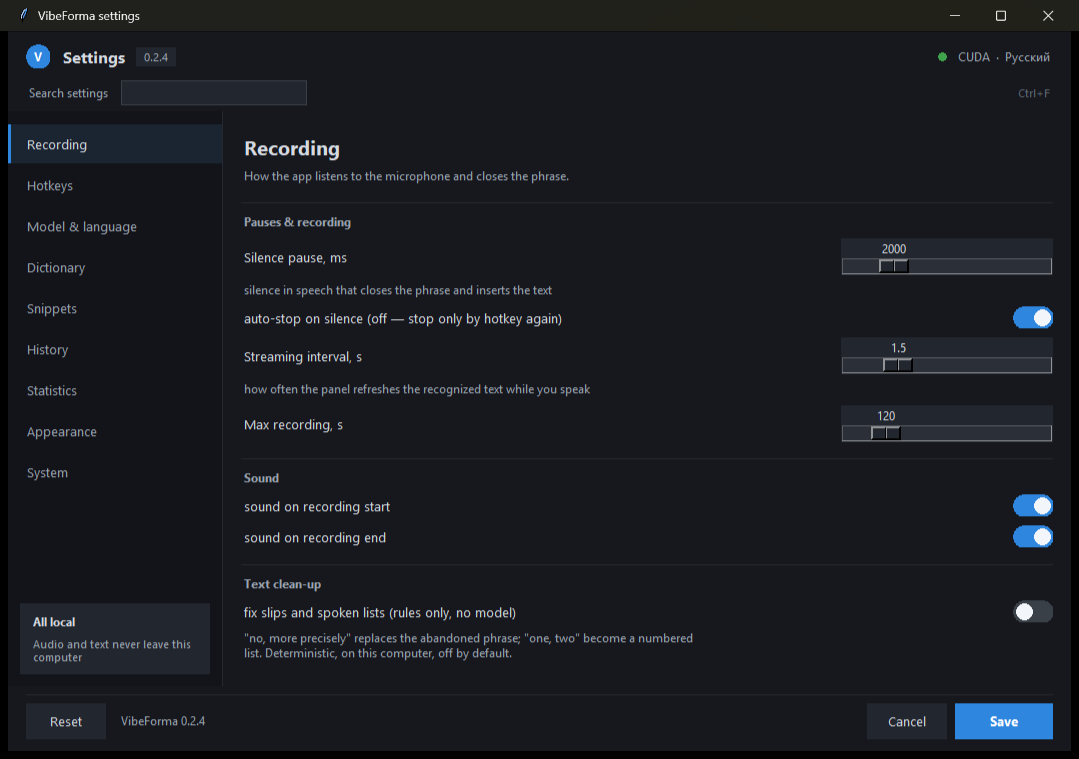 VibeForma settings
V Settings 0.2.4
CUDA · Русский
Search settings
Ctrl+F
Recording
Hotkeys
Model & language
Dictionary
Snippets
History
Statistics
Appearance
System
All local
Audio and text never leave this
computer
Recording
How the app listens to the microphone and closes the phrase.
Pauses & recording
Silence pause, ms
2000
silence in speech that closes the phrase and inserts the text
auto-stop on silence (off — stop only by hotkey again)
Streaming interval, s
1.5
how often the panel refreshes the recognized text while you speak
Max recording, s
120
Sound
sound on recording start
sound on recording end
Text clean-up
fix slips and spoken lists (rules only, no model)
"no, more precisely" replaces the abandoned phrase; "one, two" become a numbered
list. Deterministic, on this computer, off by default.
Reset
VibeForma 0.2.4
Cancel
Save